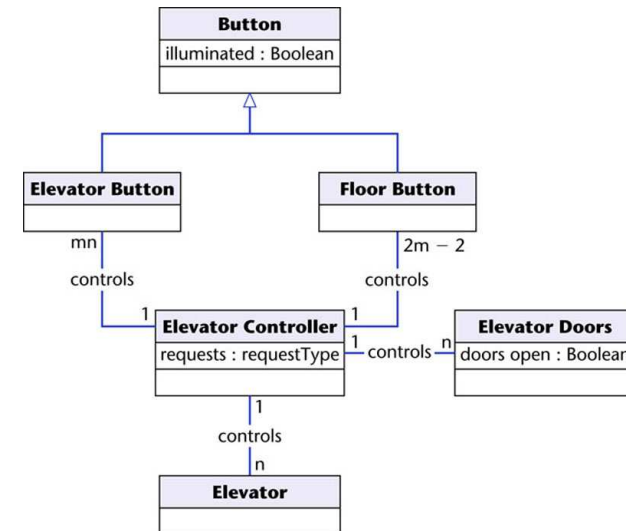 Button
illuminated : Boolean
Elevator Button
Floor Button
mn
2m − 2
controls
controls
1
1
Elevator Controller
Elevator Doors
requests : requestType
1
controls
n
doors open : Boolean
1
controls
n
Elevator